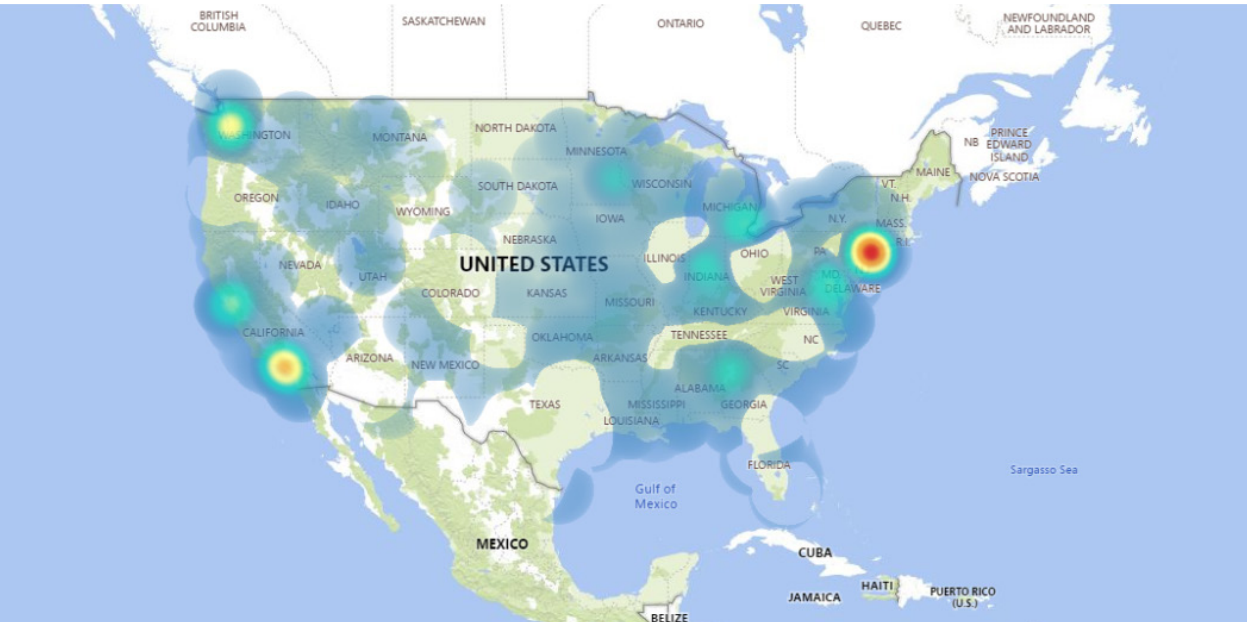 BRITISH
COLUMBIA
SASKATCHEWAN
ONTARIO
QUEBEC
NEWFOUNDLAND
AND LABRADOR
WASHINGTON
MONTANA
NORTH DAKOTA
MINNESOTA
NB
PRINCE
EDWARD
ISLAND
MAINE
NOVA SCOTIA
VT.
N.H.
OREGON
IDAHO
WYOMING
SOUTH DAKOTA
WISCONSIN
MICHIGAN
IOWA
N.Y.
MASS.
R.I.
NEBRASKA
NEVADA
UTAH
UNITED STATES
ILLINOIS
INDIANA
OHIO
PA
MD.
DELAWARE
WEST
VIRGINIA
COLORADO
KANSAS
MISSOURI
KENTUCKY
VIRGINIA
CALIFORNIA
OKLAHOMA
TENNESSEE
NC
ARIZONA
NEW MEXICO
ARKANSAS
SC
ALABAMA
TEXAS
MISSISSIPPI
GEORGIA
LOUISIANA
FLORIDA
Sargasso Sea
Gulf of
Mexico
MEXICO
CUBA
HAITI
JAMAICA
PUERTO RICO
(U.S.)
BELIZE